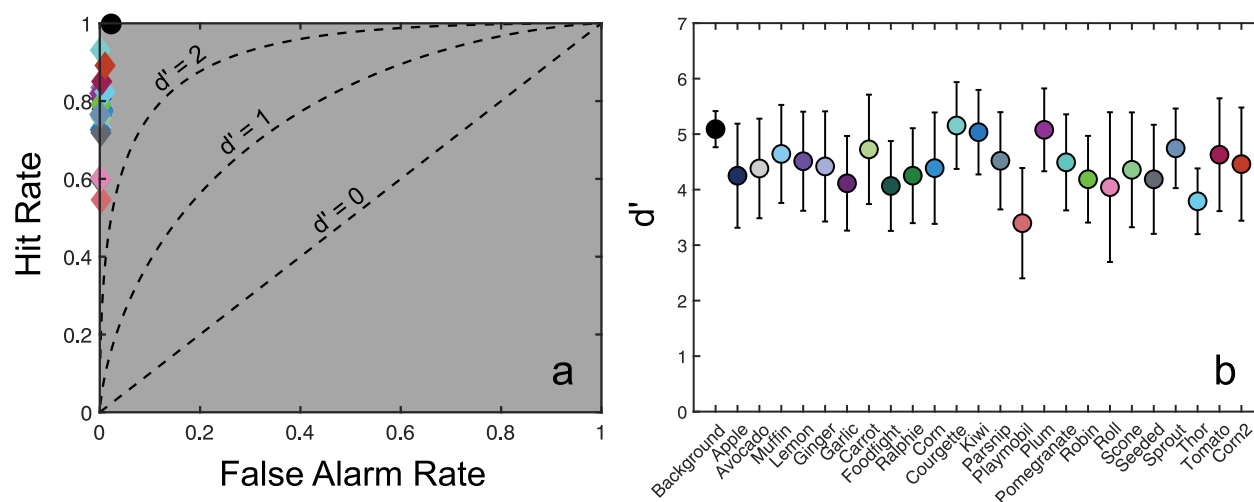 1
0.8
0.6
0.4
0.2
0
0
0.2
0.4
0.6
0.8
1
Hit Rate
False Alarm Rate
d' = 2
d' = 1
d' = 0
a
7
6
5
4
3
2
1
0
d'
b
Background
Apple
Avocado
Muffin
Lemon
Ginger
Garlic
Carrot
Foodfight
Ralphie
Corn
Courgette
Kiwi
Parsnip
Playmobil
Plum
Pomegranate
Robin
Roll
Scone
Seeded
Sprout
Thor
Tomato
Corn2